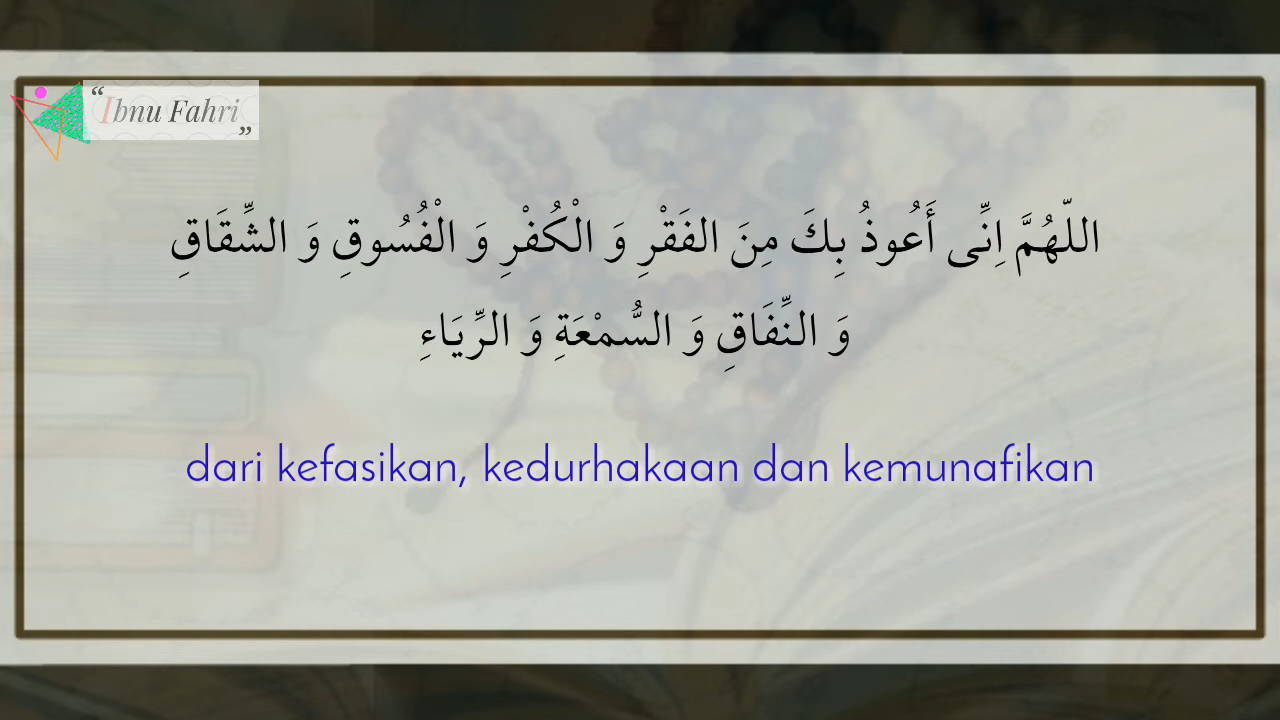 “Ibnu Fahri”
اللّهُمَّ اِنِّى أَعُوذُ بِكَ مِنَ الفَقْرِ وَ الْكُفْرِ وَ الْفُسُوقِ وَ الشِّقَاقِ
وَ النِّفَاقِ وَ السُّمْعَةِ وَ الرِّيَاءِ
dari kefasikan, kedurhakaan dan kemunafikan